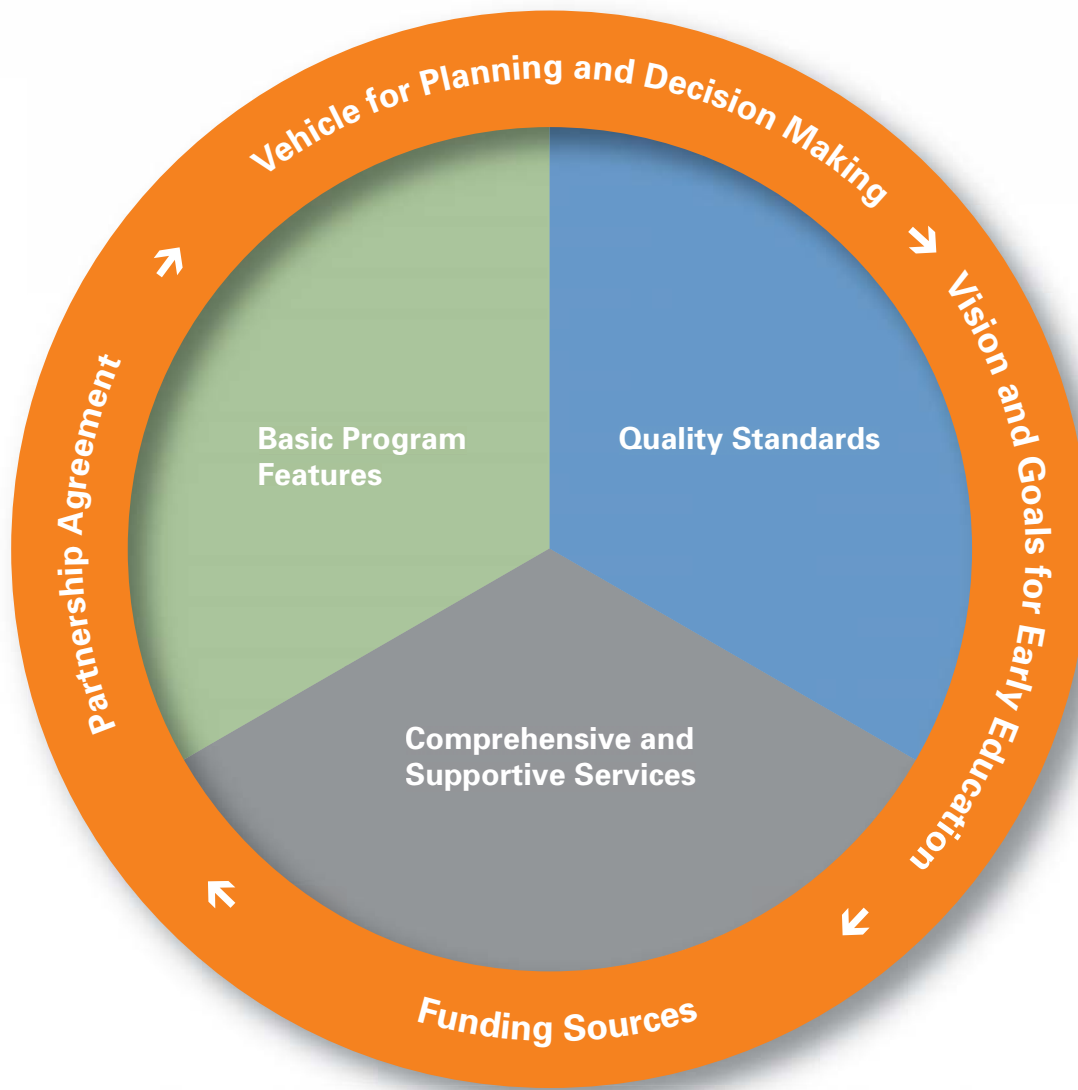 Vehicle for Planning and Decision Making
Vision and Goals for Early Education
Funding Sources
Partnership Agreement
Basic Program
Features
Quality Standards
Comprehensive and
Supportive Services